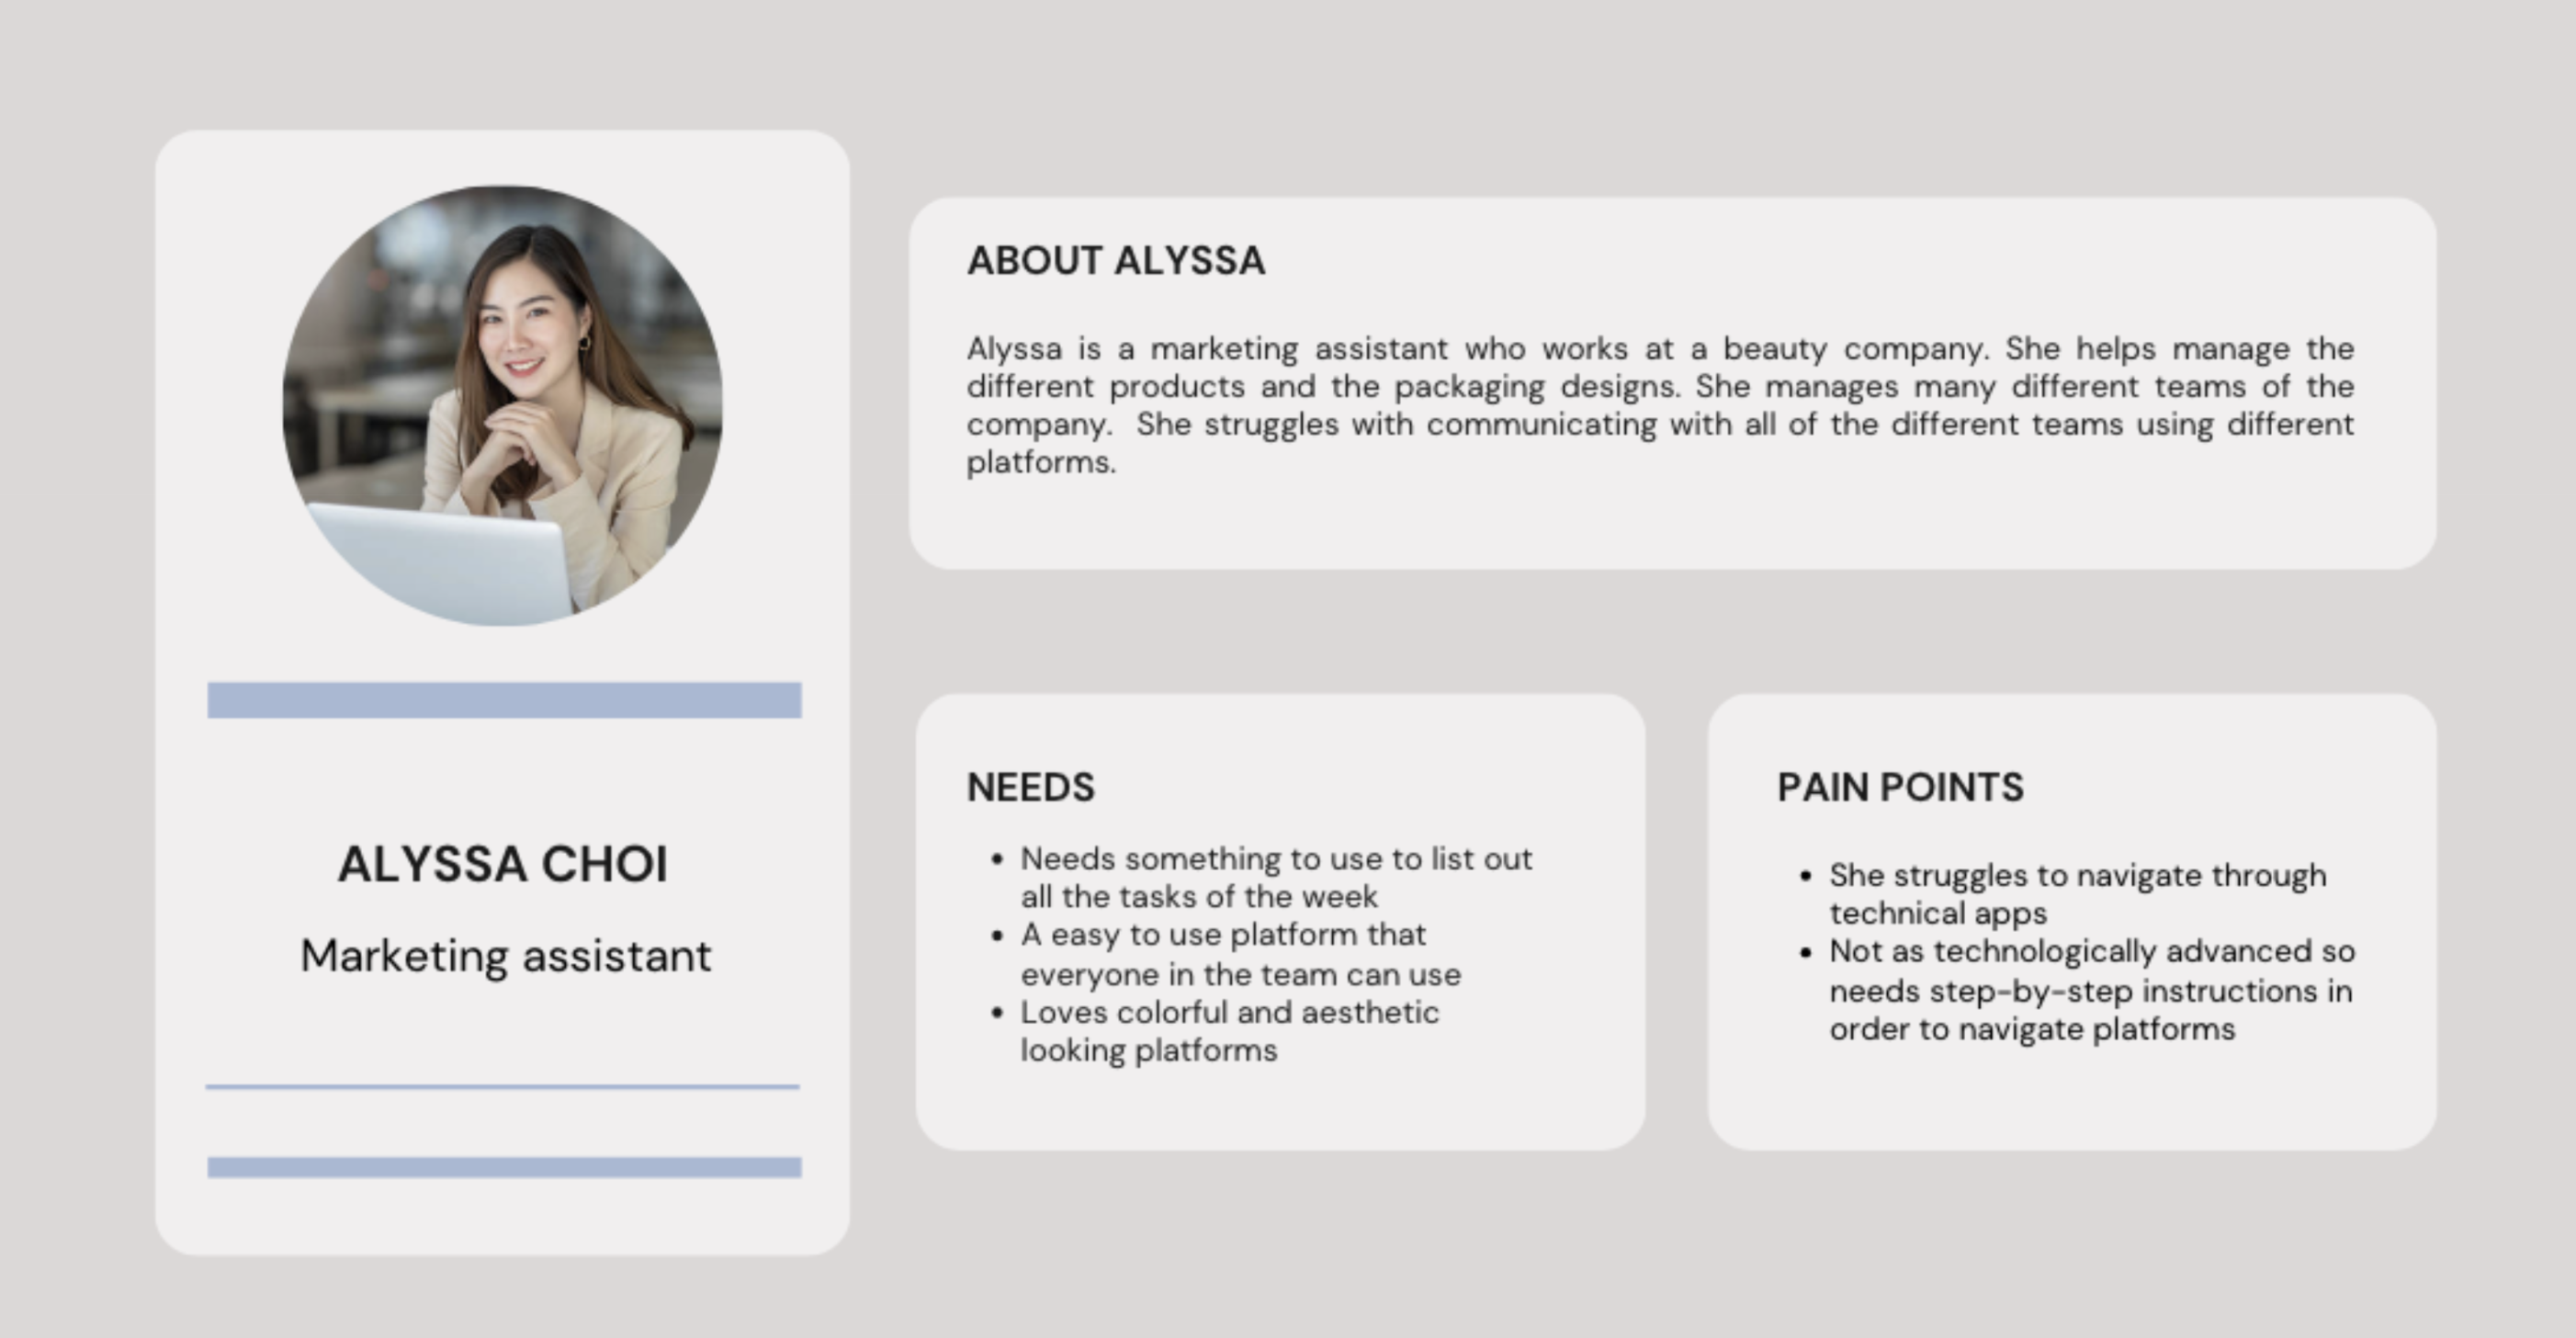 ALYSSA CHOI
Marketing assistant
ABOUT ALYSSA
Alyssa is a marketing assistant who works at a beauty company. She helps manage the
different products and the packaging designs. She manages many different teams of the
company.  She struggles with communicating with all of the different teams using different
platforms.
NEEDS
• Needs something to use to list out
all the tasks of the week
• A easy to use platform that
everyone in the team can use
• Loves colorful and aesthetic
looking platforms
PAIN POINTS
• She struggles to navigate through
technical apps
• Not as technologically advanced so
needs step-by-step instructions in
order to navigate platforms